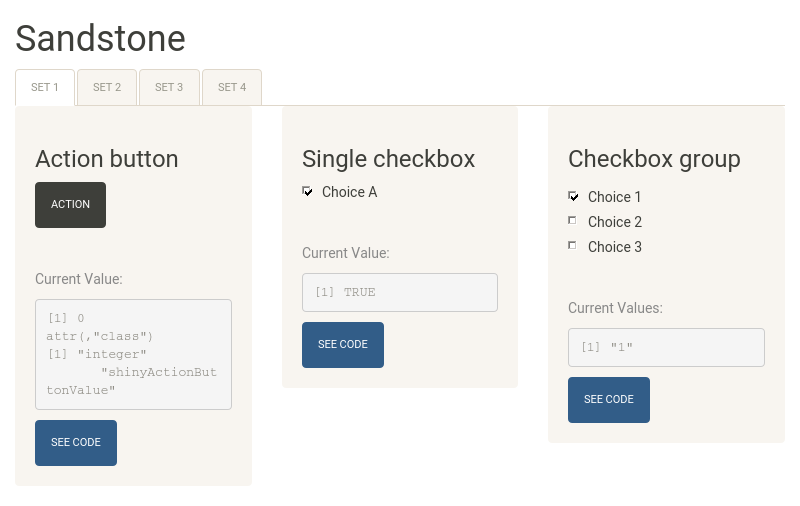 Sandstone
SET 1
SET 2
SET 3
SET 4
Action button
ACTION
Current Value:
[1] 0
attr(,"class")
[1] "integer"
"shinyActionBut
tonValue"
SEE CODE
Single checkbox
Choice A
Current Value:
[1] TRUE
SEE CODE
Checkbox group
Choice 1
Choice 2
Choice 3
Current Values:
[1] "1"
SEE CODE